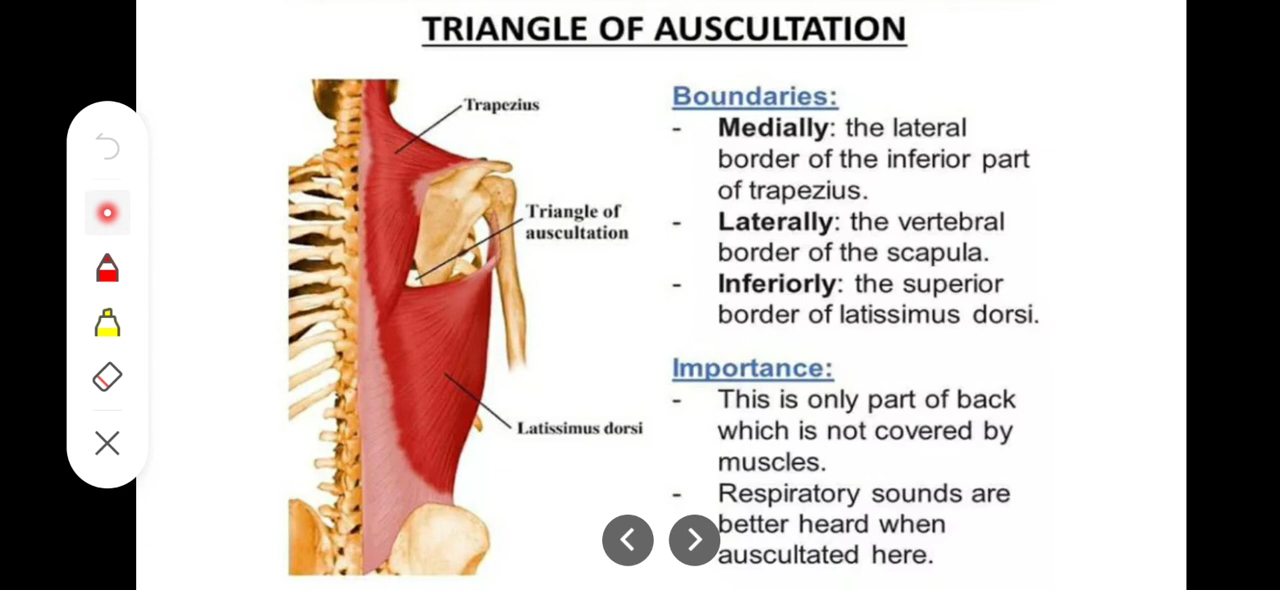 TRIANGLE OF AUSCULTATION
Trapezius
Triangle of
auscultation
Latissimus dorsi
Boundaries:
- Medially: the lateral
border of the inferior part
of trapezius.
- Laterally: the vertebral
border of the scapula.
- Inferiorly: the superior
border of latissimus dorsi.
Importance:
- This is only part of back
which is not covered by
muscles.
- Respiratory sounds are
better heard when
auscultated here.